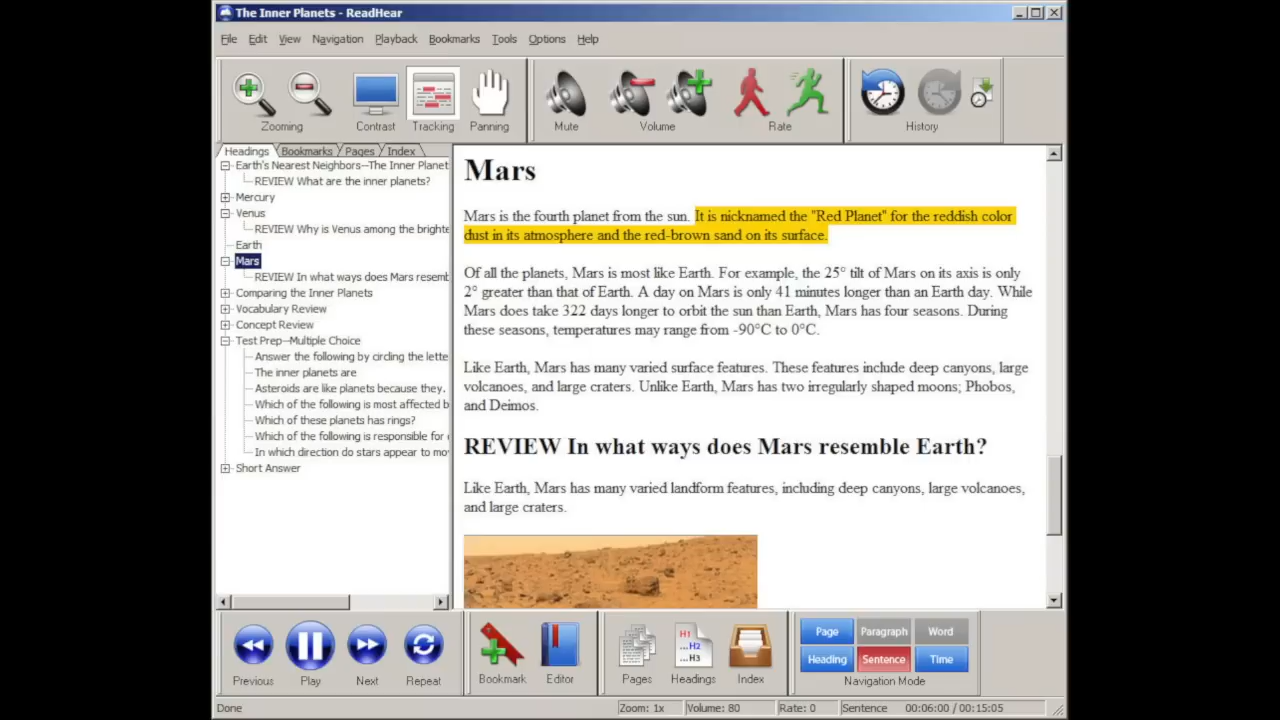 The Inner Planets - ReadHear
File Edit View Navigation Playback Bookmarks Tools Options Help
Zooming Contrast Tracking Panning Mute Volume Rate History
Headings Bookmarks Pages Index
Earth's Nearest Neighbors--The Inner Planet
REVIEW What are the inner planets?
Mercury
Venus
REVIEW Why is Venus among the brighte
Earth
Mars
REVIEW In what ways does Mars resemb
Comparing the Inner Planets
Vocabulary Review
Concept Review
Test Prep--Multiple Choice
Answer the following by circling the lette
The inner planets are
Asteroids are like planets because they.
Which of the following is most affected b
Which of these planets has rings?
Which of the following is responsible for
In which direction do stars appear to mo
Short Answer
Mars
Mars is the fourth planet from the sun. It is nicknamed the "Red Planet" for the reddish color
dust in its atmosphere and the red-brown sand on its surface.
Of all the planets, Mars is most like Earth. For example, the 25° tilt of Mars on its axis is only
2° greater than that of Earth. A day on Mars is only 41 minutes longer than an Earth day. While
Mars does take 322 days longer to orbit the sun than Earth, Mars has four seasons. During
these seasons, temperatures may range from -90°C to 0°C.
Like Earth, Mars has many varied surface features. These features include deep canyons, large
volcanoes, and large craters. Unlike Earth, Mars has two irregularly shaped moons; Phobos,
and Deimos.
REVIEW In what ways does Mars resemble Earth?
Like Earth, Mars has many varied landform features, including deep canyons, large volcanoes,
and large craters.
H1
...H2
...H3
Page Paragraph Word
Heading Sentence Time
Previous Play Next Repeat Bookmark Editor Pages Headings Index Navigation Mode
Done Zoom: 1x Volume: 80 Rate: 0 Sentence 00:06:00 / 00:15:05